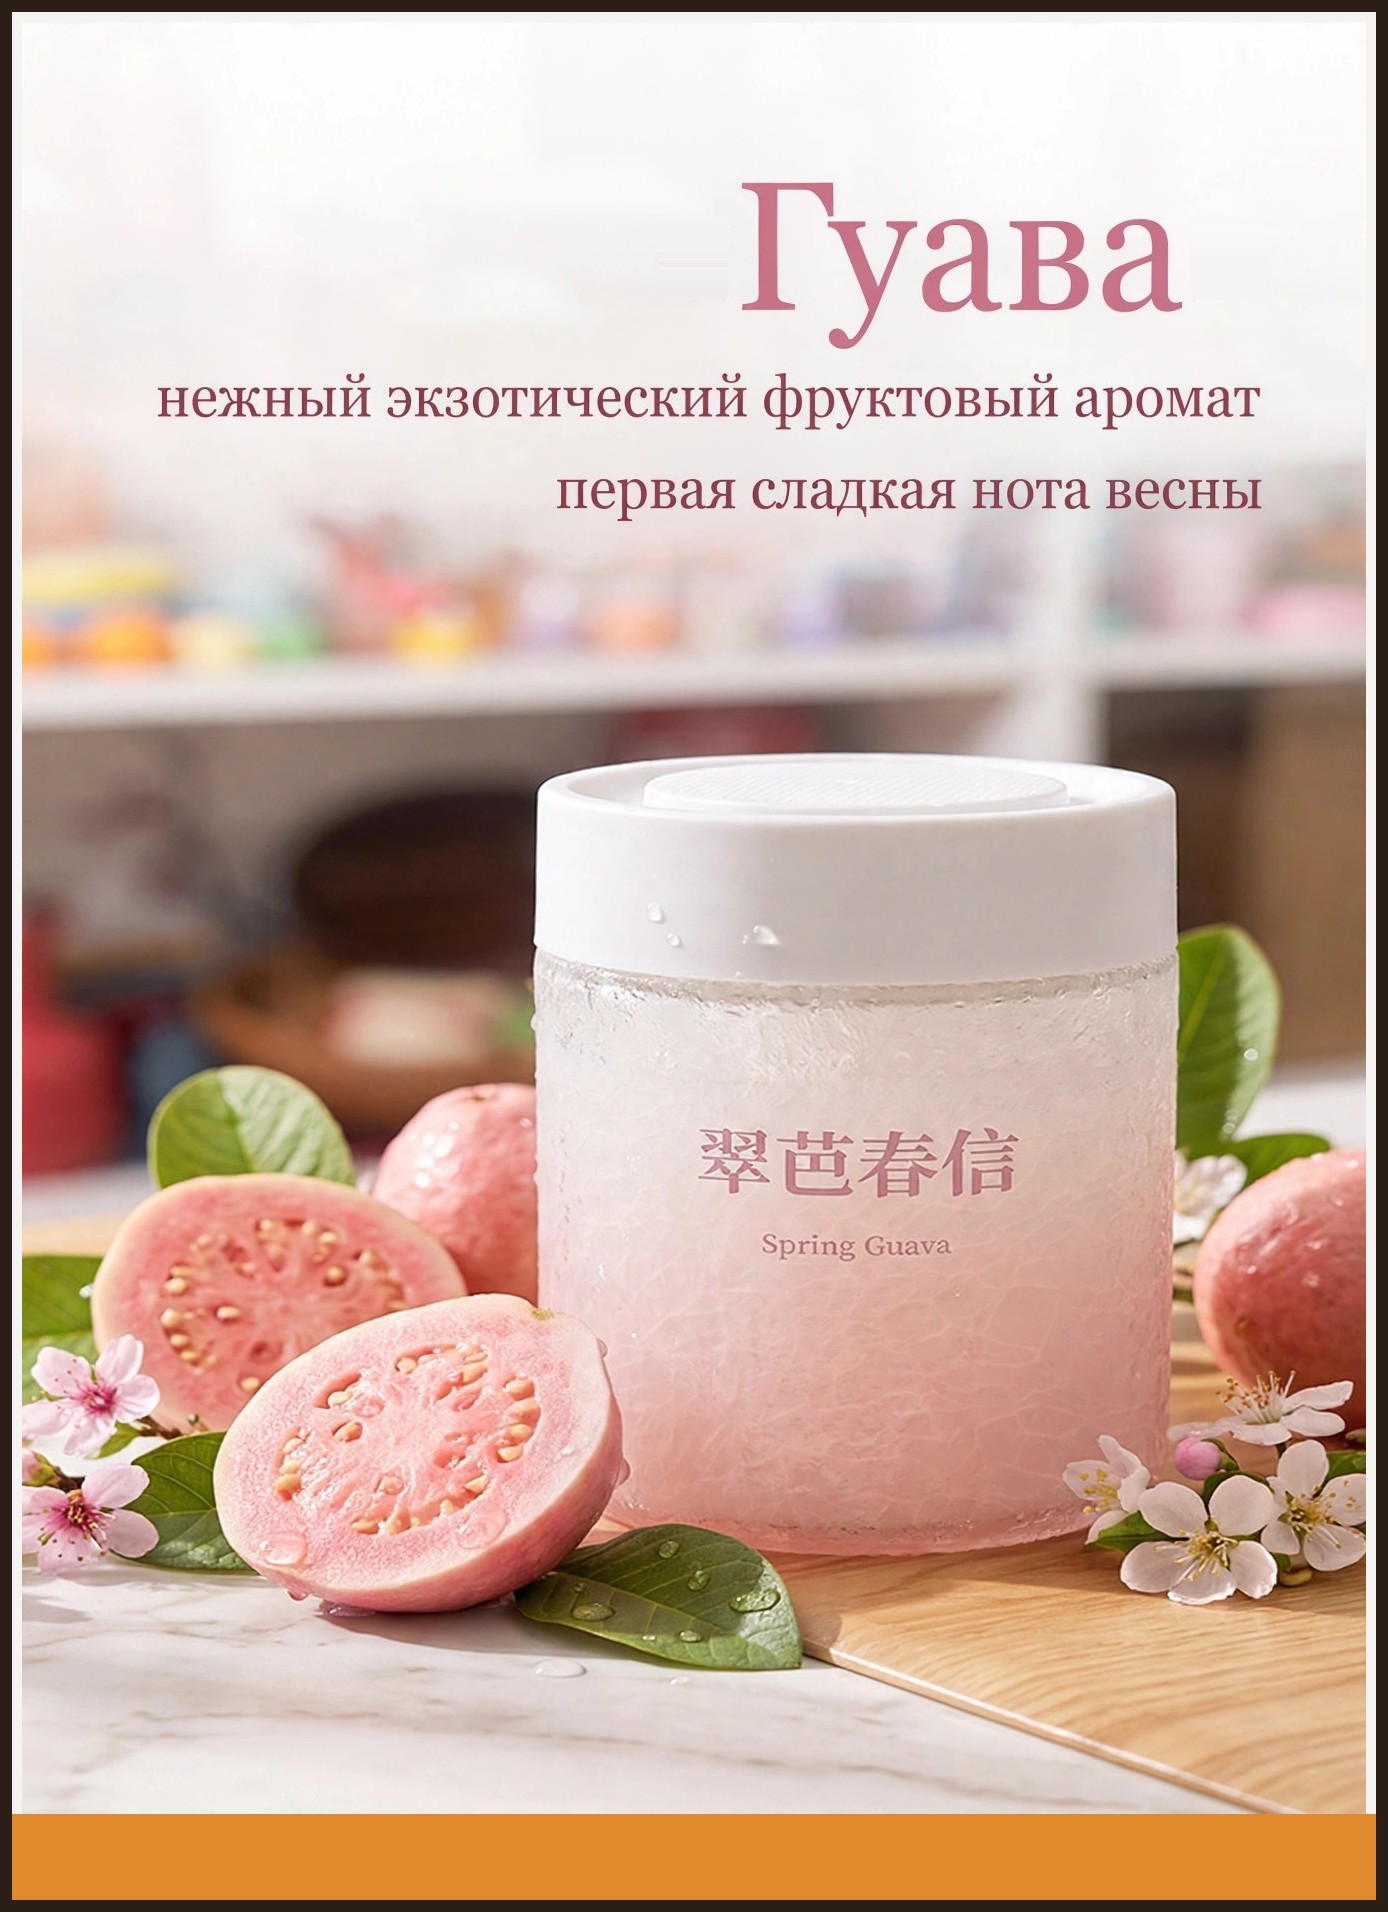 Гуава
нежный экзотический фруктовый аромат
первая сладкая нота весны
翠芭春信
Spring Guava